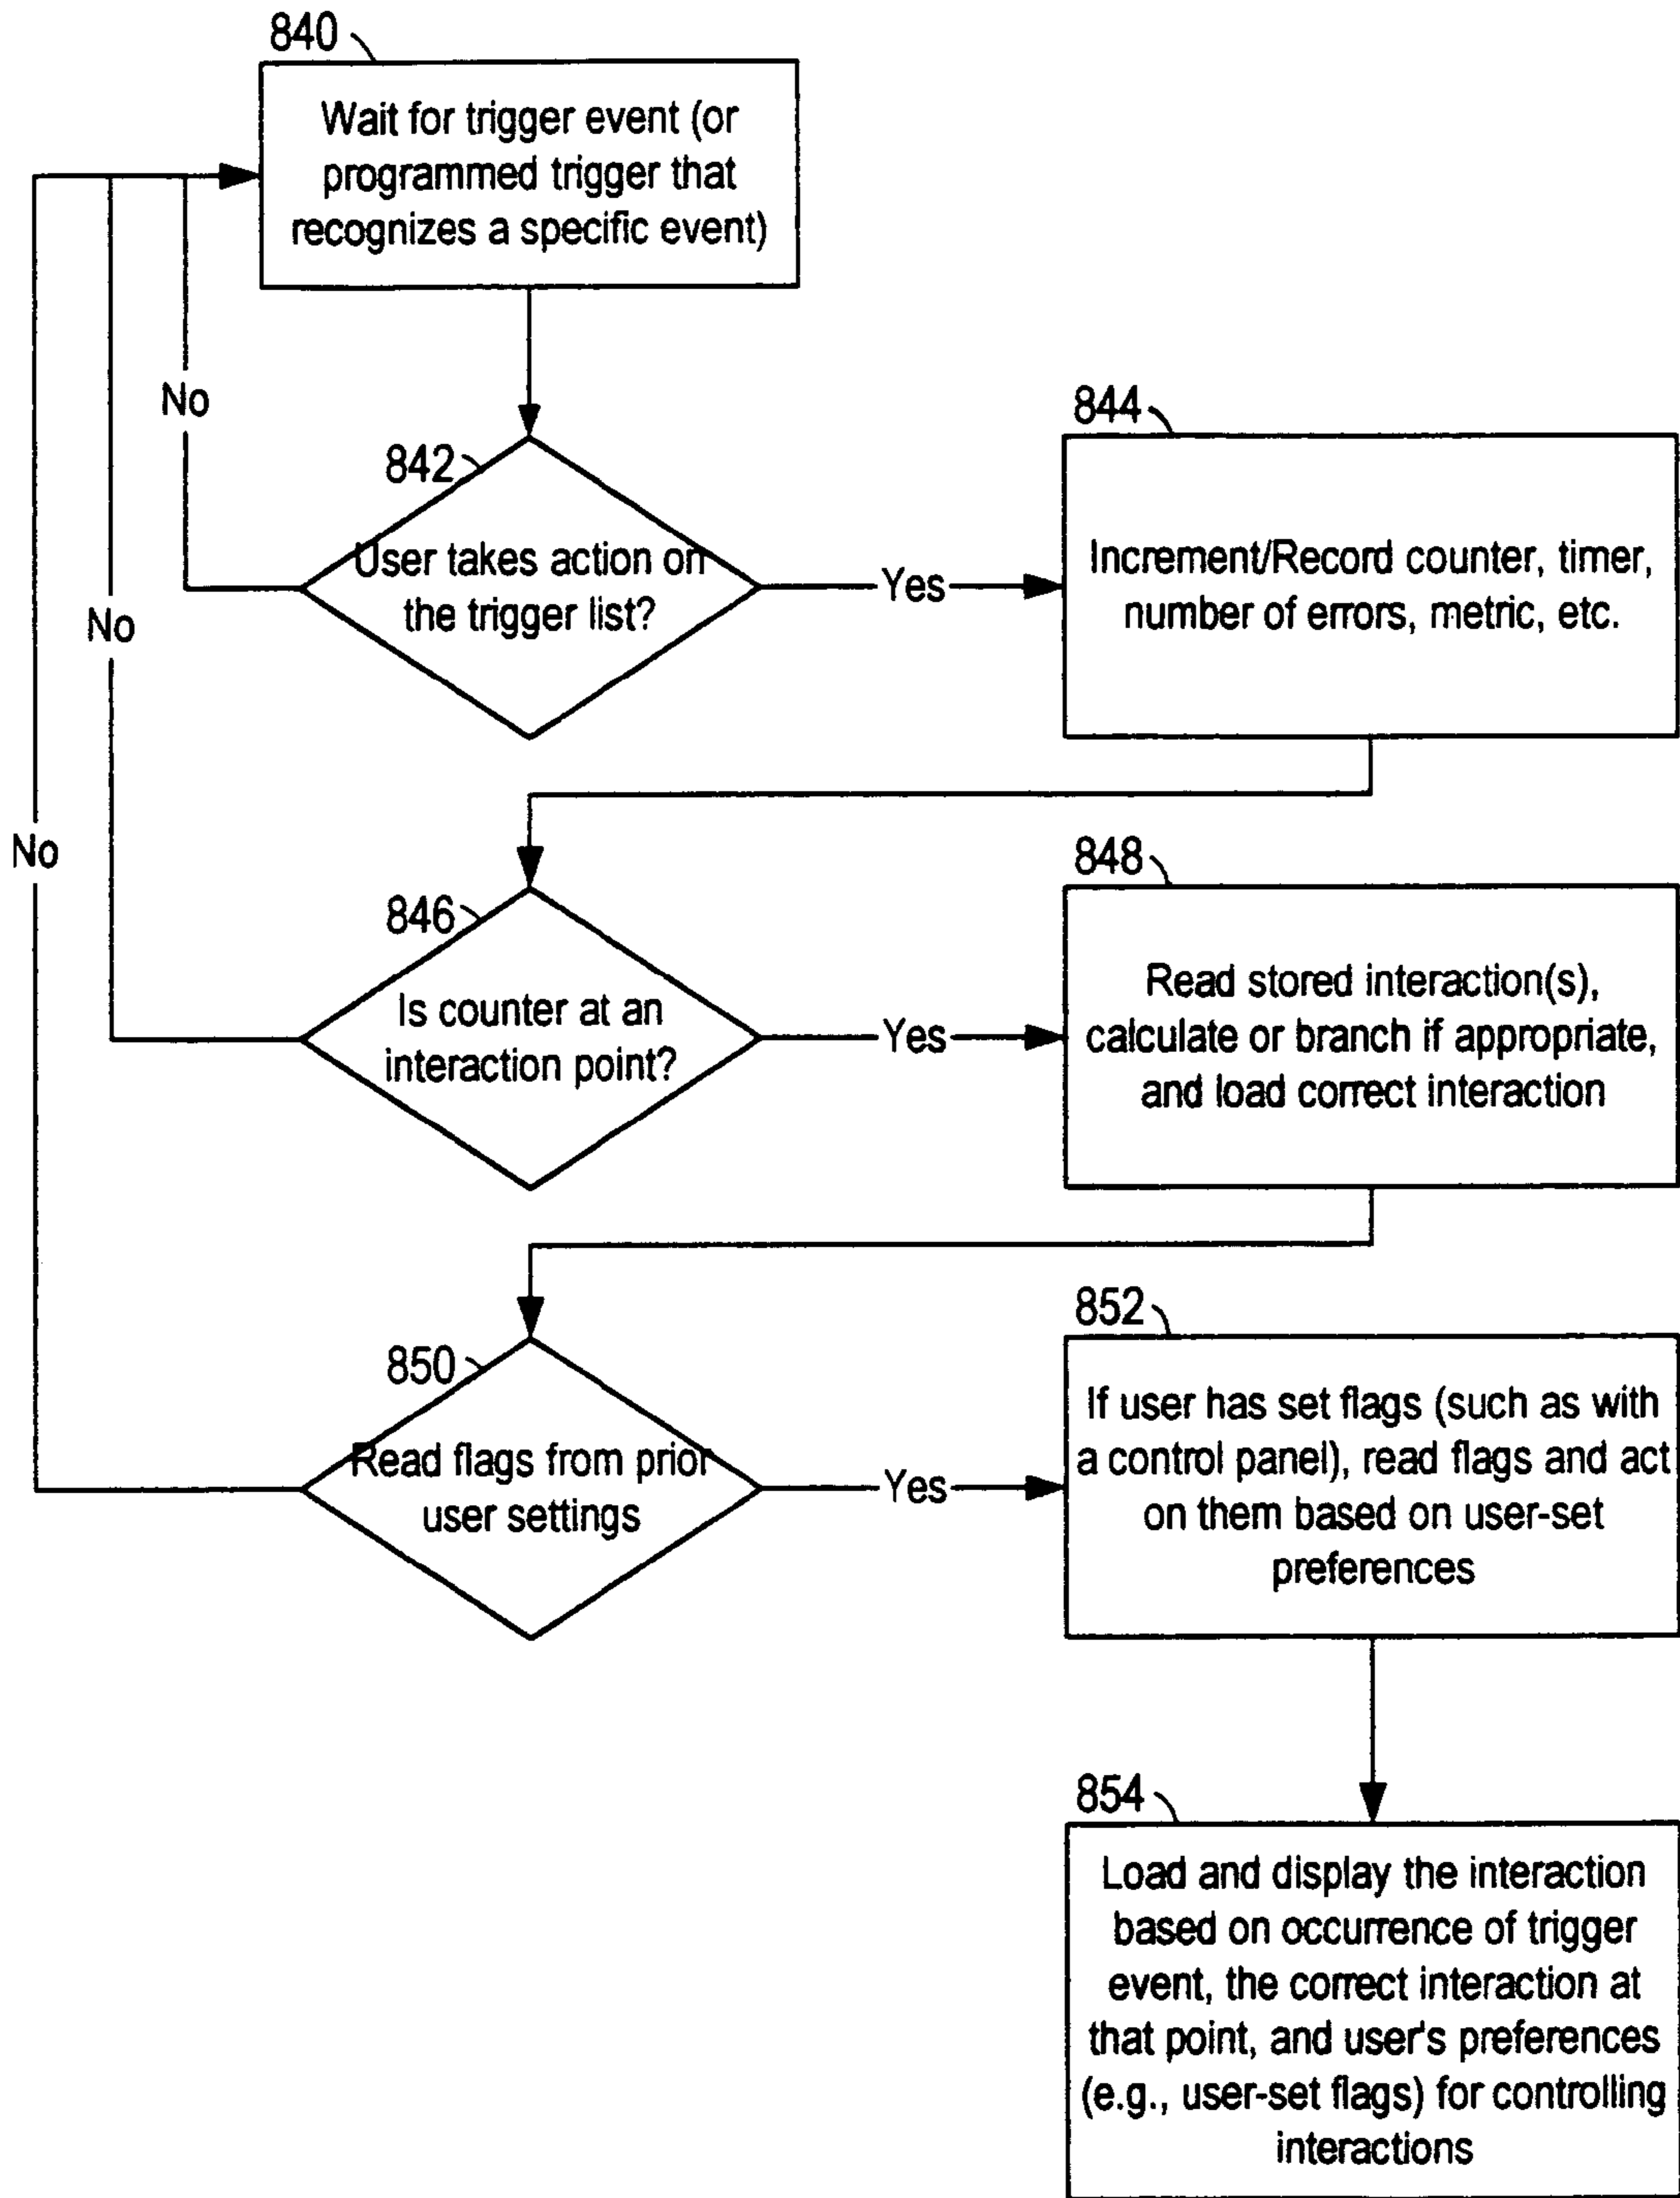 840
Wait for trigger event (or
programmed trigger that
recognizes a specific event)
No
842
User takes action on
the trigger list?
Yes
844
Increment/Record counter, timer,
number of errors, metric, etc.
No
846
Is counter at an
interaction point?
Yes
848
Read stored interaction(s),
calculate or branch if appropriate,
and load correct interaction
No
850
Read flags from prior
user settings
Yes
852
If user has set flags (such as with
a control panel), read flags and act
on them based on user-set
preferences
854
Load and display the interaction
based on occurrence of trigger
event, the correct interaction at
that point, and user's preferences
(e.g., user-set flags) for controlling
interactions